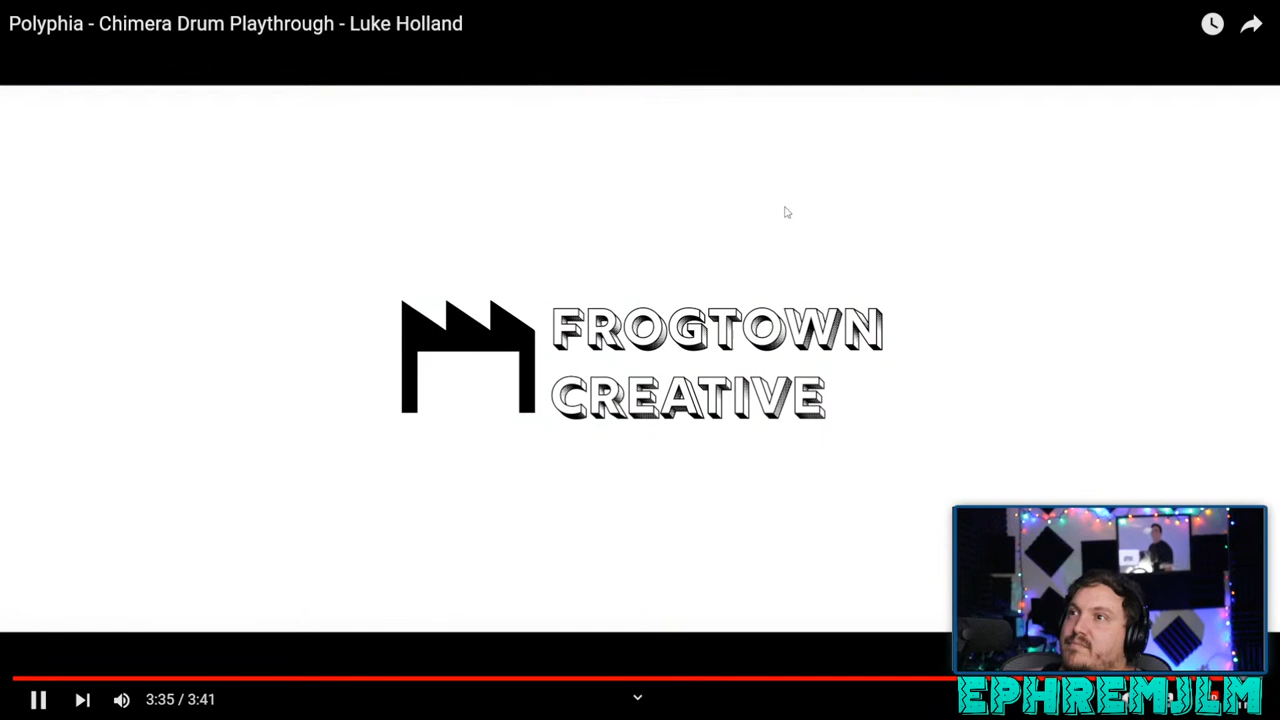 Polyphia - Chimera Drum Playthrough - Luke Holland
FROGTOWN
CREATIVE
3:35 / 3:41
EPHREMJLM